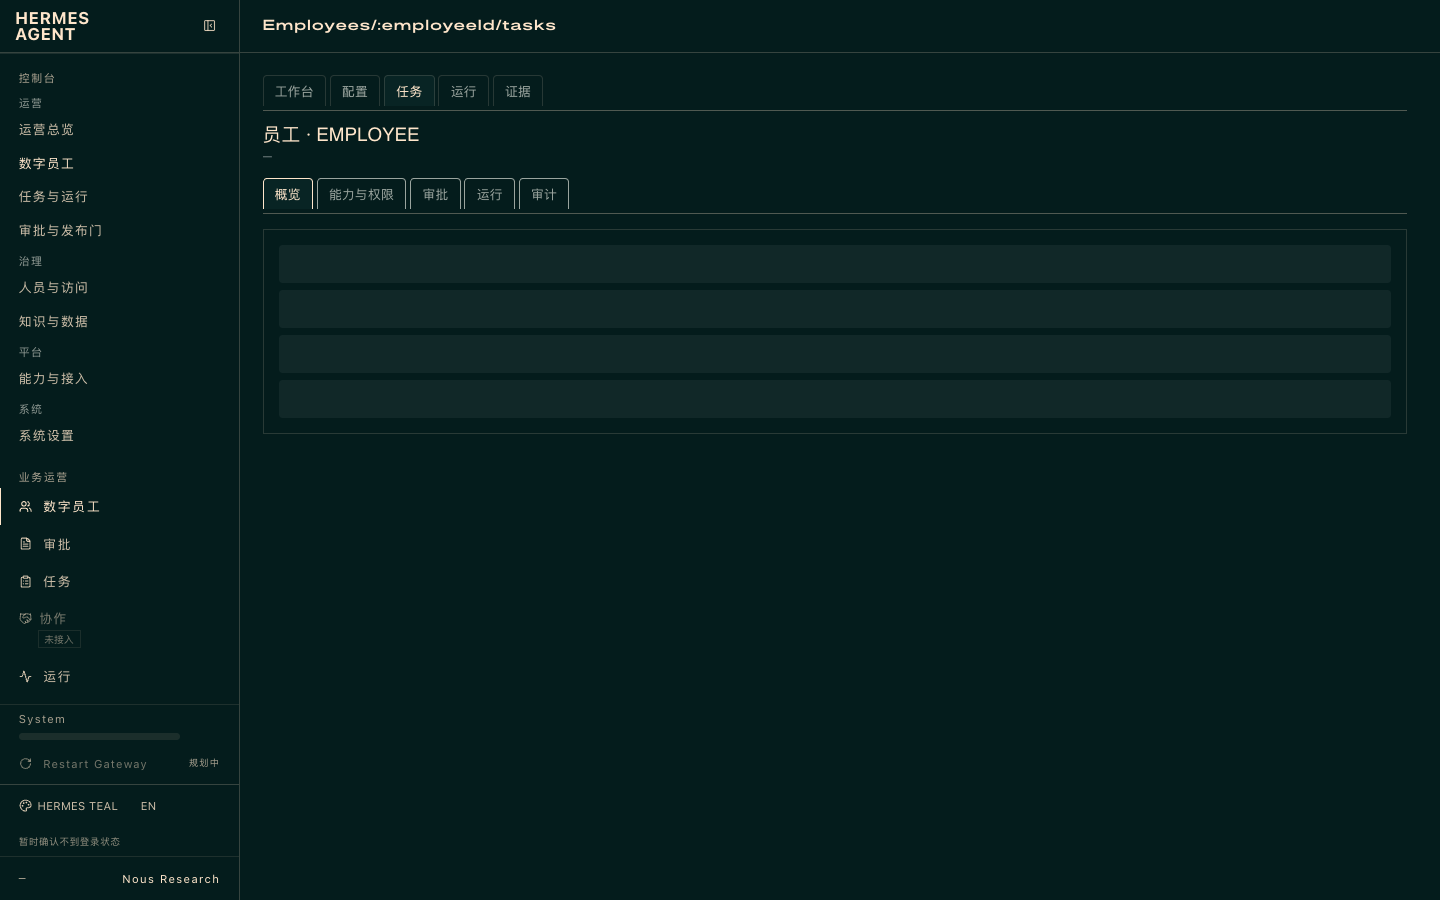 HERMES
AGENT
Employees/:employeeId/tasks
控制台
运营
运营总览
数字员工
任务与运行
审批与发布门
治理
人员与访问
知识与数据
平台
能力与接入
系统
系统设置
业务运营
数字员工
审批
任务
协作
未接入
运行
System
Restart Gateway 规划中
HERMES TEAL EN
暂时确认不到登录状态
— Nous Research
工作台 配置 任务 运行 证据
员工 · EMPLOYEE
—
概览 能力与权限 审批 运行 审计